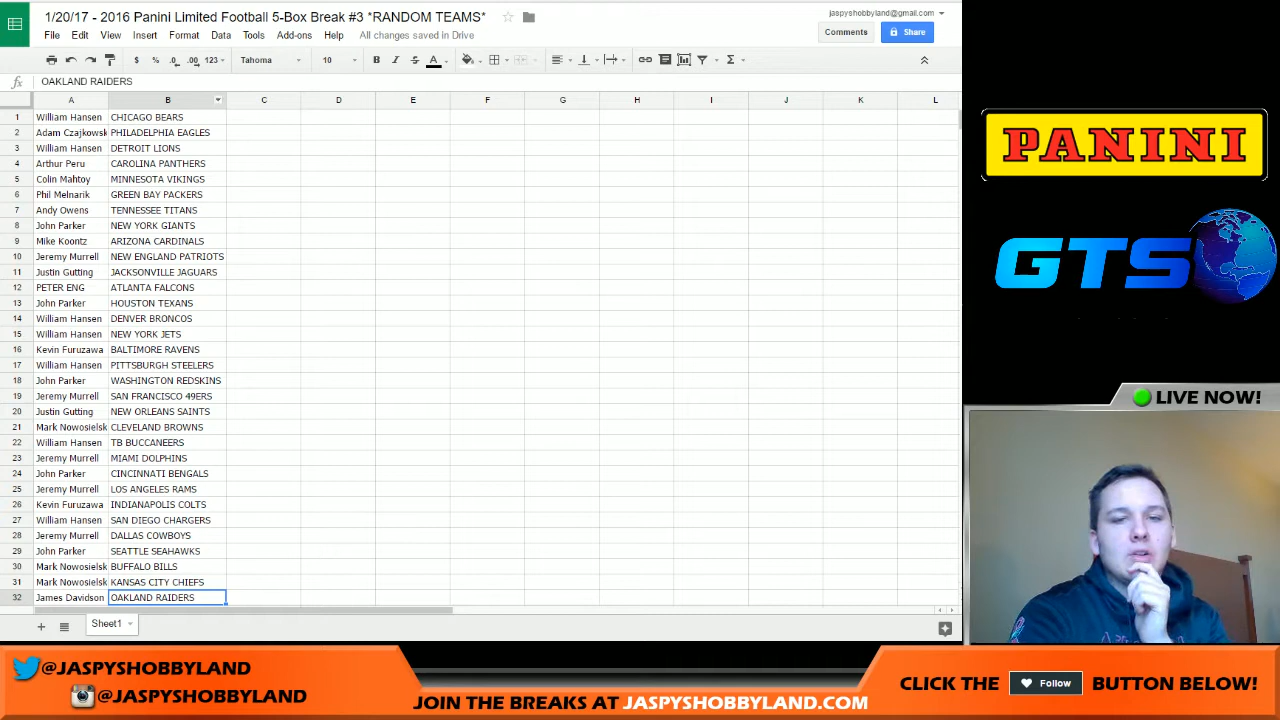 1/20/17 - 2016 Panini Limited Football 5-Box Break #3 *RANDOM TEAMS*
jaspyshobbyland@gmail.com
File Edit View Insert Format Data Tools Add-ons Help All changes saved in Drive
Comments Share
$ % .0 .00 123 Tahoma 10 B I S A Σ
fx OAKLAND RAIDERS
A B C D E F G H I J K L
1 William Hansen CHICAGO BEARS
2 Adam Czajkowsk PHILADELPHIA EAGLES
3 William Hansen DETROIT LIONS
4 Arthur Peru CAROLINA PANTHERS
5 Colin Mahtoy MINNESOTA VIKINGS
6 Phil Melnarik GREEN BAY PACKERS
7 Andy Owens TENNESSEE TITANS
8 John Parker NEW YORK GIANTS
9 Mike Koontz ARIZONA CARDINALS
10 Jeremy Murrell NEW ENGLAND PATRIOTS
11 Justin Gutting JACKSONVILLE JAGUARS
12 PETER ENG ATLANTA FALCONS
13 John Parker HOUSTON TEXANS
14 William Hansen DENVER BRONCOS
15 William Hansen NEW YORK JETS
16 Kevin Furuzawa BALTIMORE RAVENS
17 William Hansen PITTSBURGH STEELERS
18 John Parker WASHINGTON REDSKINS
19 Jeremy Murrell SAN FRANCISCO 49ERS
20 Justin Gutting NEW ORLEANS SAINTS
21 Mark Nowosielsk CLEVELAND BROWNS
22 William Hansen TB BUCCANEERS
23 Jeremy Murrell MIAMI DOLPHINS
24 John Parker CINCINNATI BENGALS
25 Jeremy Murrell LOS ANGELES RAMS
26 Kevin Furuzawa INDIANAPOLIS COLTS
27 William Hansen SAN DIEGO CHARGERS
28 Jeremy Murrell DALLAS COWBOYS
29 John Parker SEATTLE SEAHAWKS
30 Mark Nowosielsk BUFFALO BILLS
31 Mark Nowosielsk KANSAS CITY CHIEFS
32 James Davidson OAKLAND RAIDERS
Sheet1
PANINI
GTS
LIVE NOW!
@JASPYSHOBBYLAND
@JASPYSHOBBYLAND
JOIN THE BREAKS AT JASPYSHOBBYLAND.COM
CLICK THE Follow BUTTON BELOW!